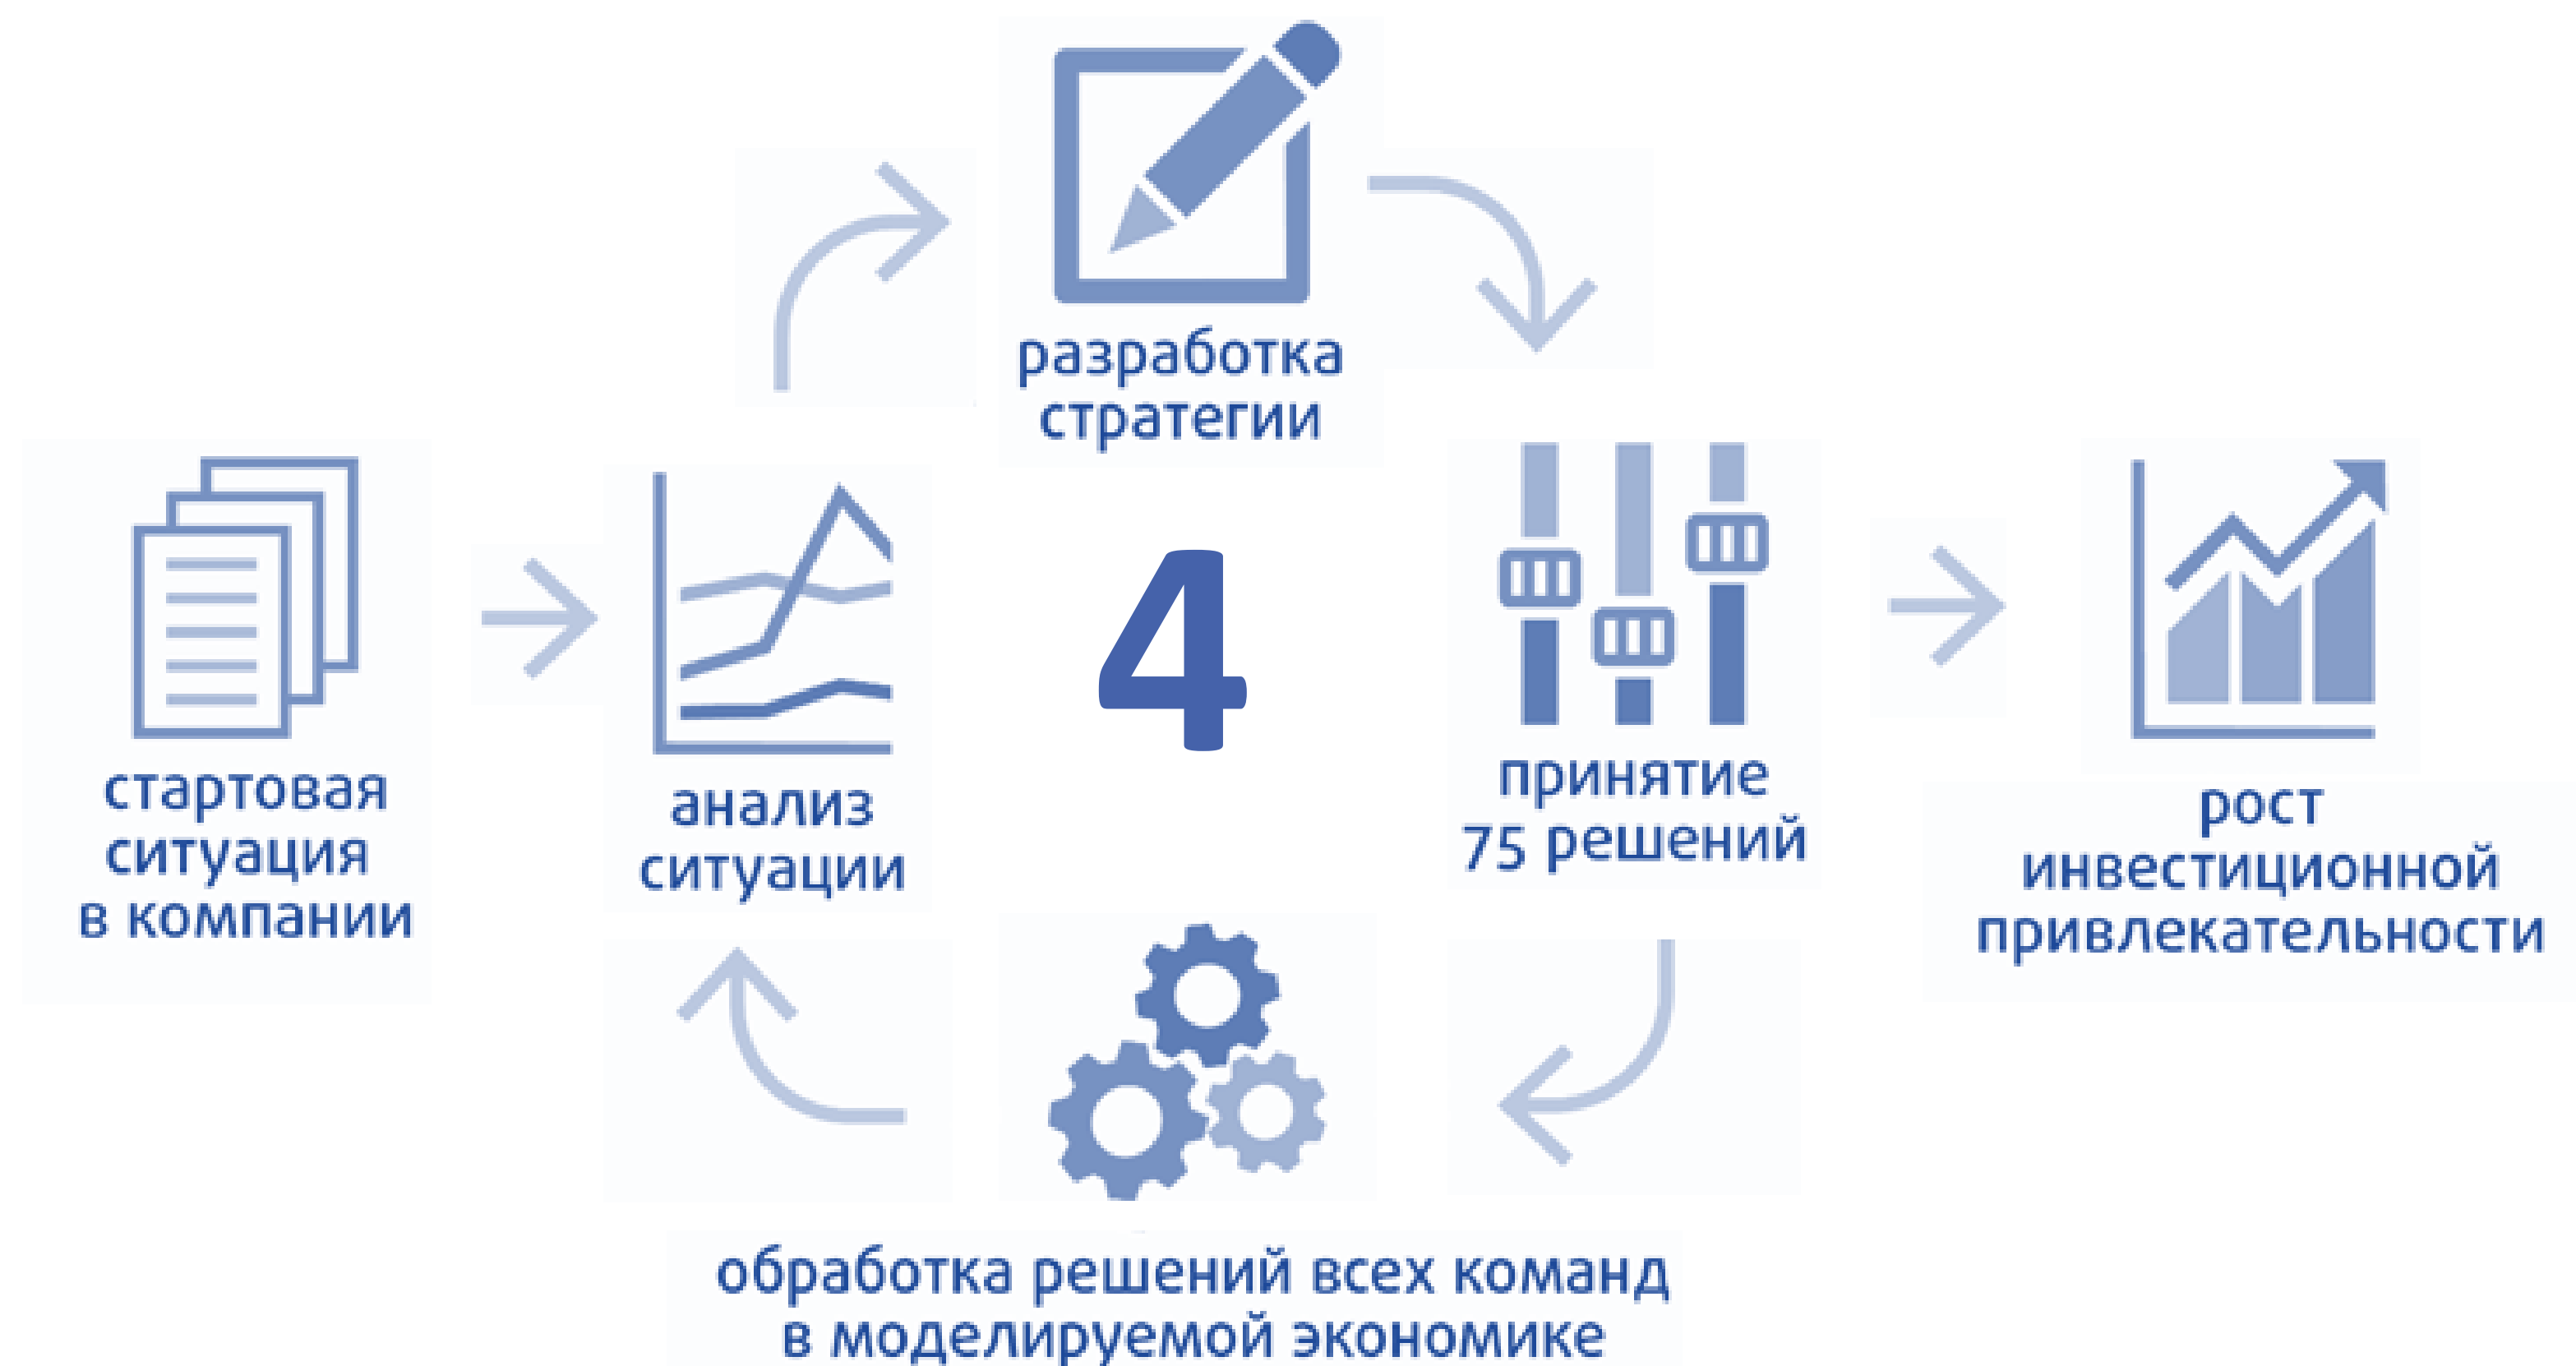 разработка
стратегии
4
стартовая
ситуация
в компании
анализ
ситуации
принятие
75 решений
рост
инвестиционной
привлекательности
обработка решений всех команд
в моделируемой экономике